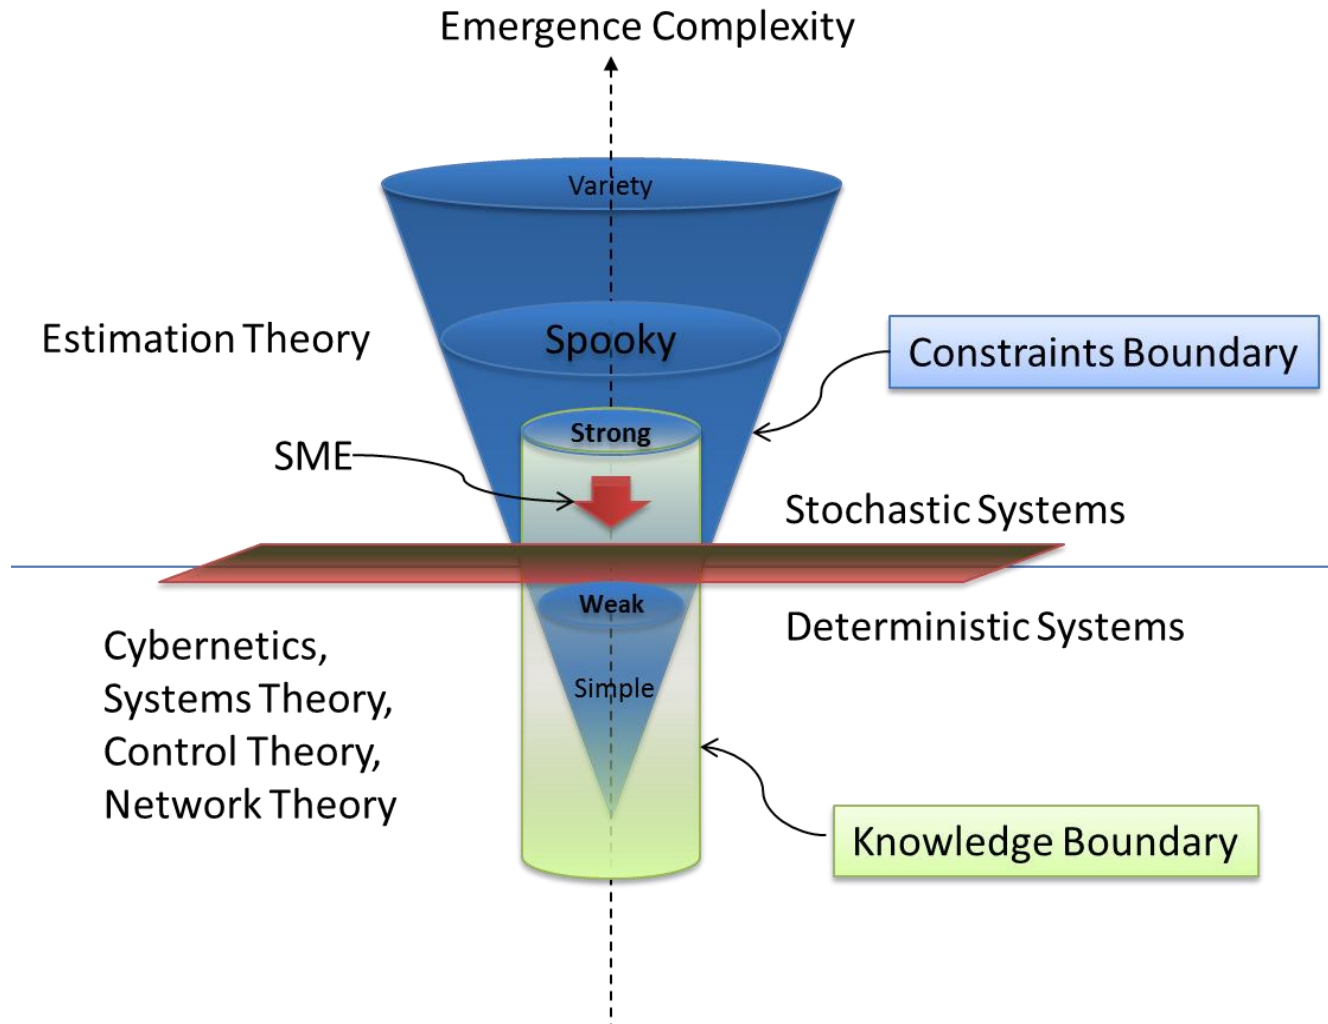 Emergence Complexity
Variety
Estimation Theory
Spooky
Constraints Boundary
Strong
SME
Stochastic Systems
Weak
Deterministic Systems
Cybernetics,
Systems Theory,
Control Theory,
Network Theory
Simple
Knowledge Boundary